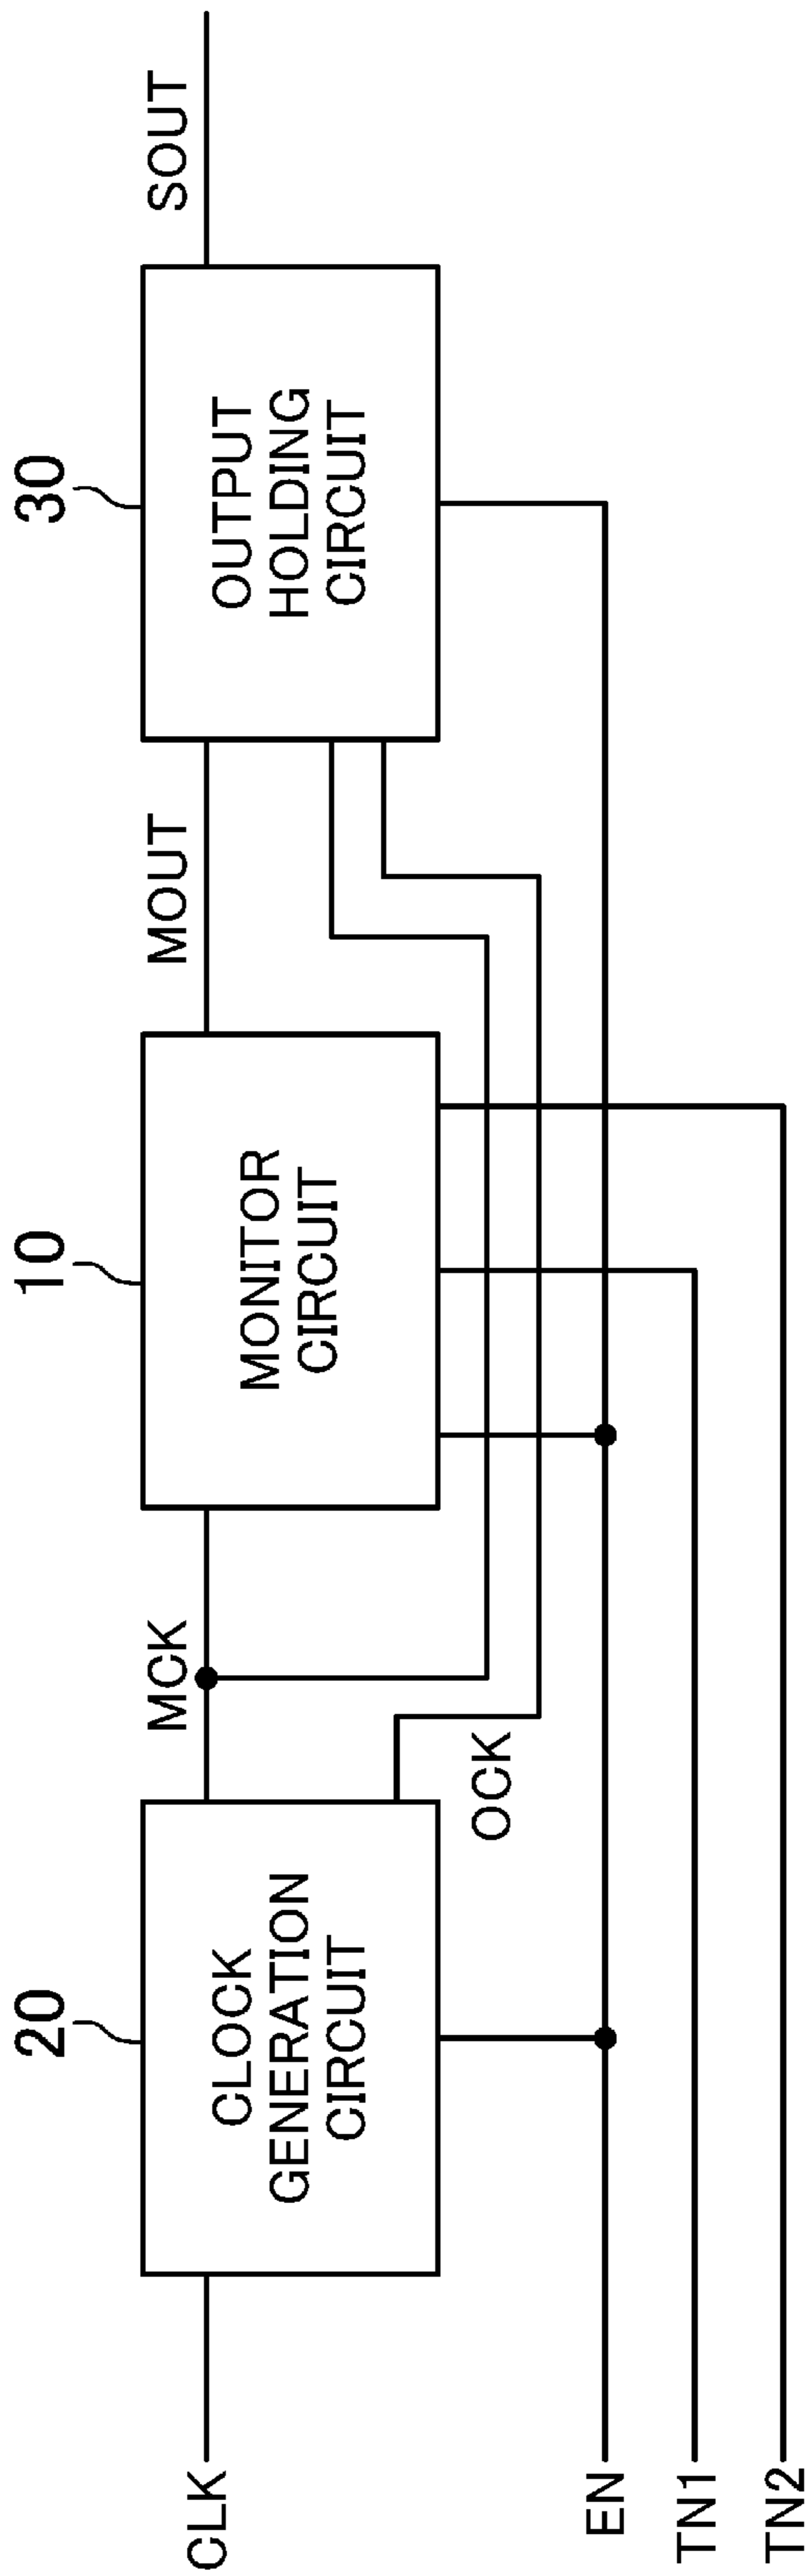 20
10
30
CLK
CLOCK
GENERATION
CIRCUIT
MCK
MONITOR
CIRCUIT
MOUT
OUTPUT
HOLDING
CIRCUIT
SOUT
OCK
EN
TN1
TN2